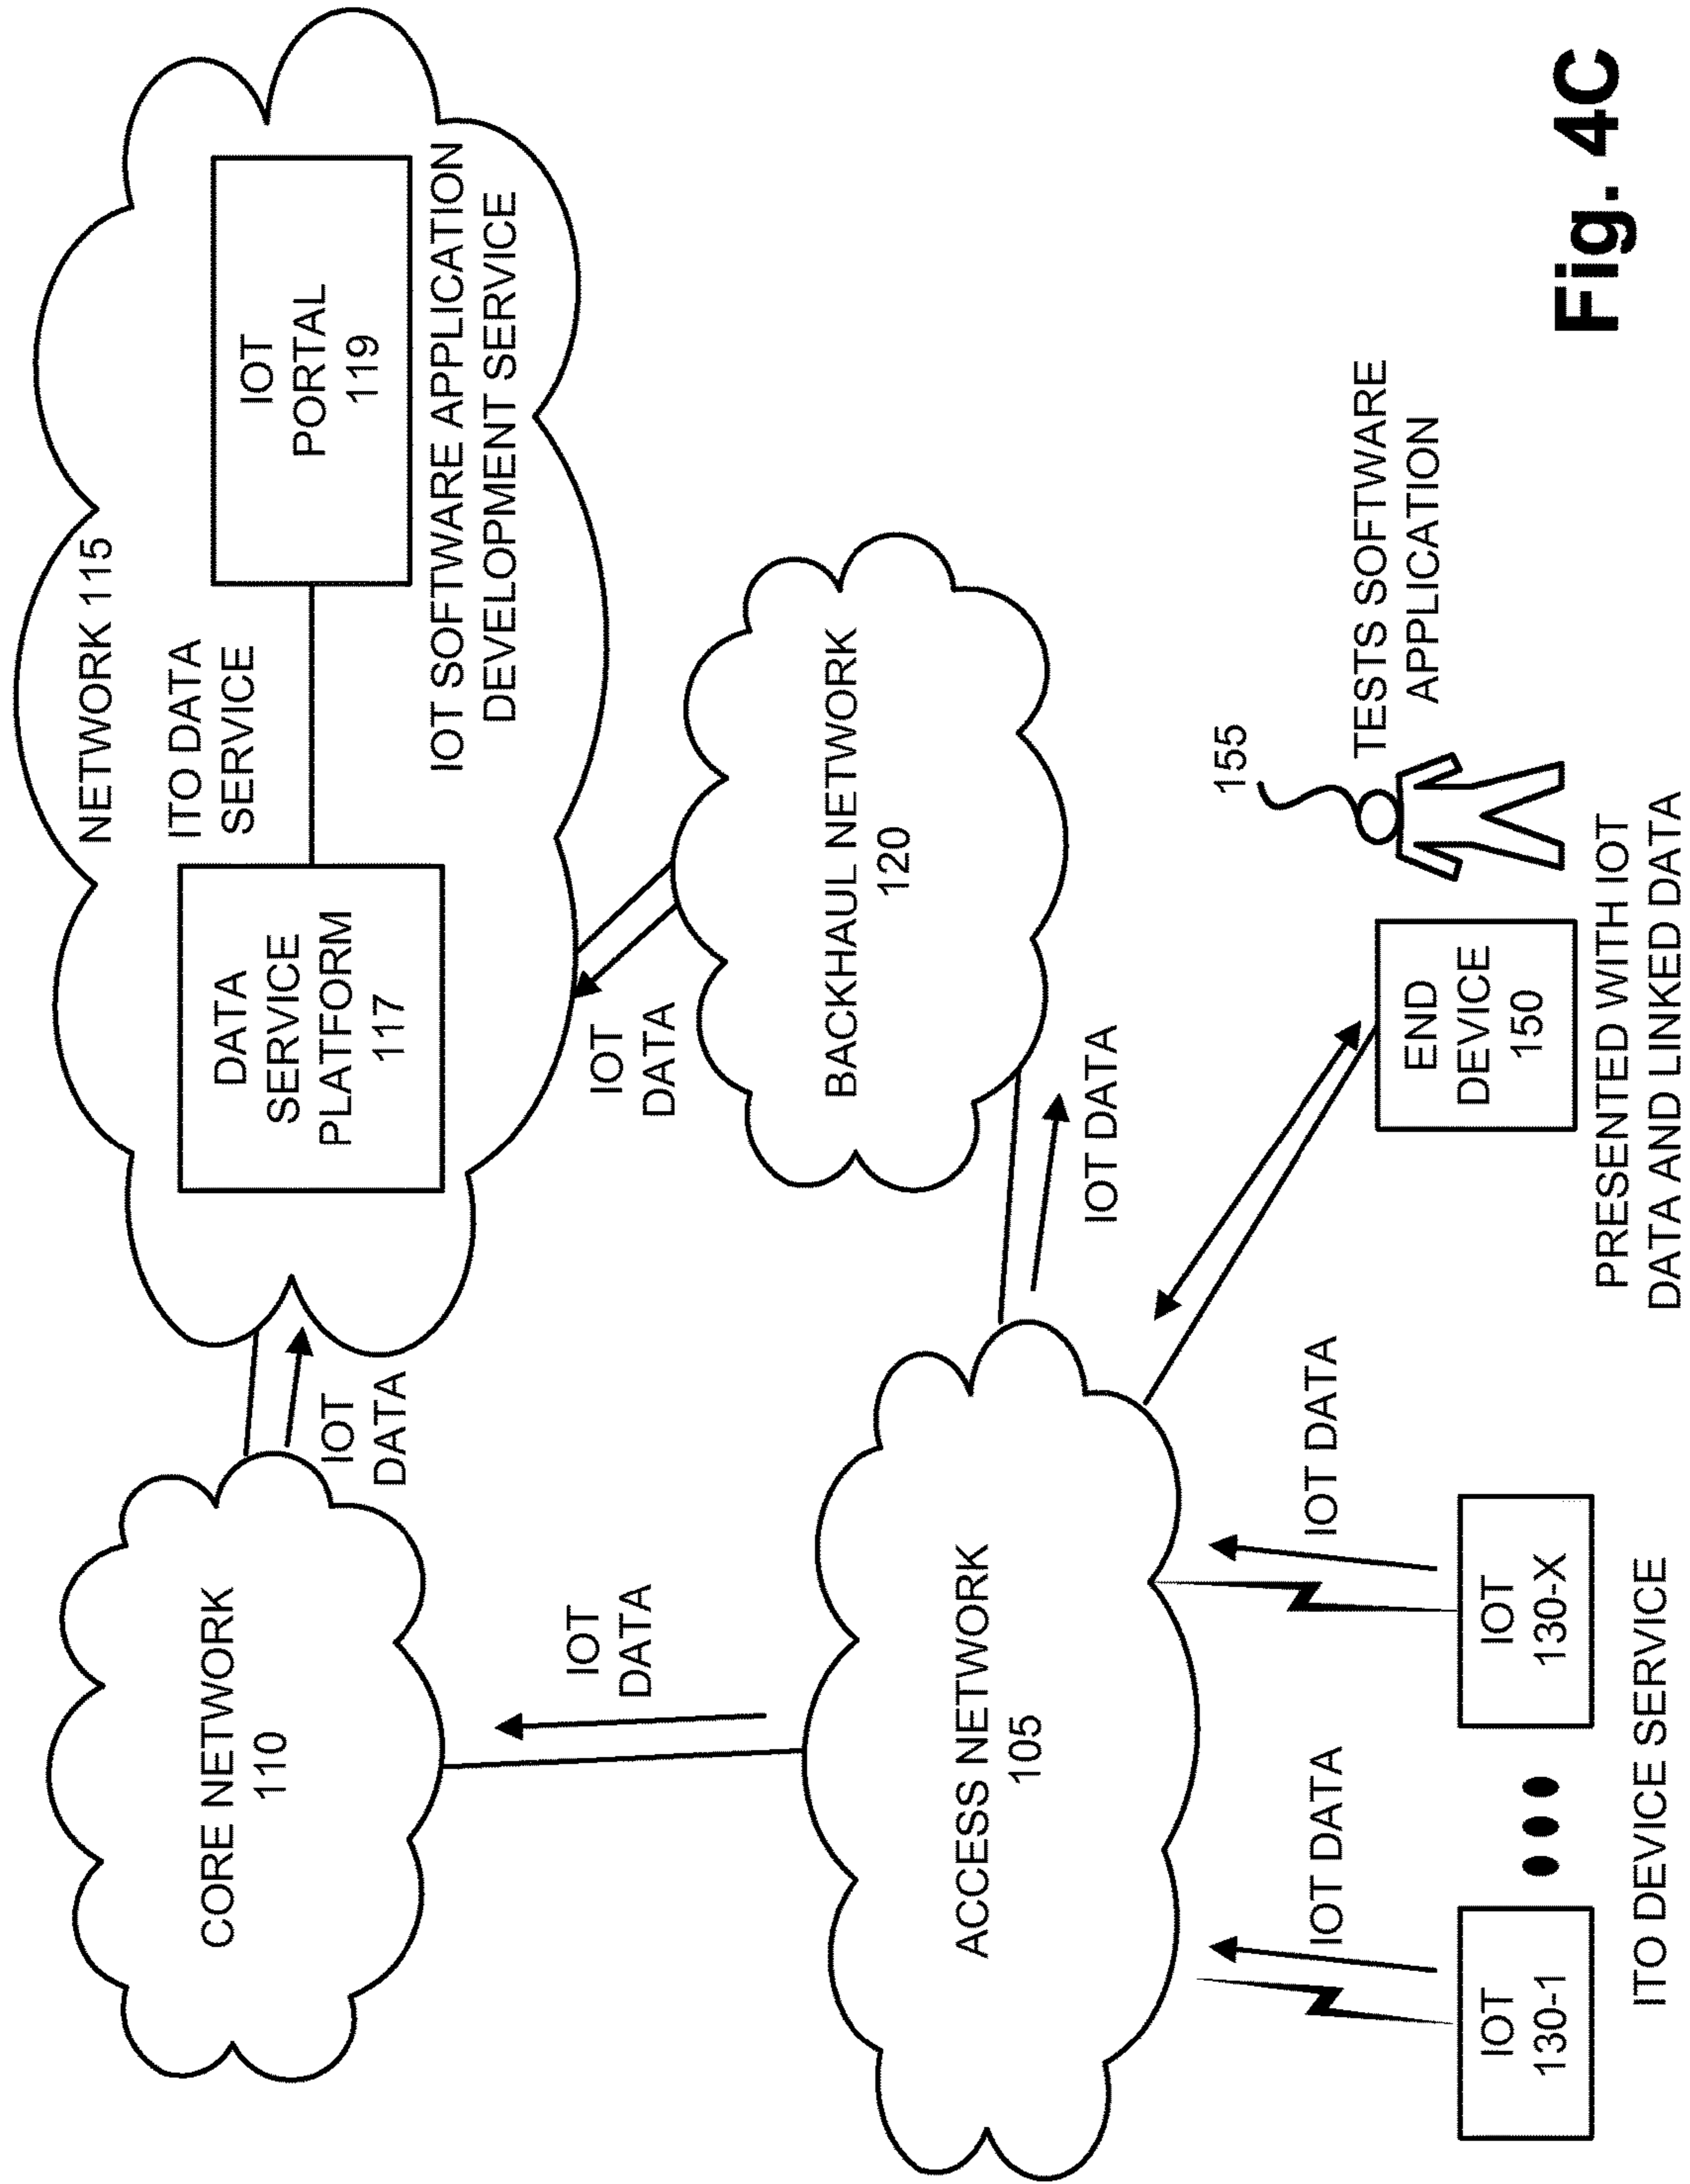 CORE NETWORK
110
IOT
DATA
NETWORK 115
DATA
SERVICE
PLATFORM
117
ITO DATA
SERVICE
IOT
PORTAL
119
IOT SOFTWARE APPLICATION
DEVELOPMENT SERVICE
IOT
DATA
IOT
DATA
BACKHAUL NETWORK
120
ACCESS NETWORK
105
IOT DATA
IOT DATA
IOT DATA
155
TESTS SOFTWARE
APPLICATION
IOT
130-1
IOT
130-X
ITO DEVICE SERVICE
END
DEVICE
150
PRESENTED WITH IOT
DATA AND LINKED DATA
Fig. 4C